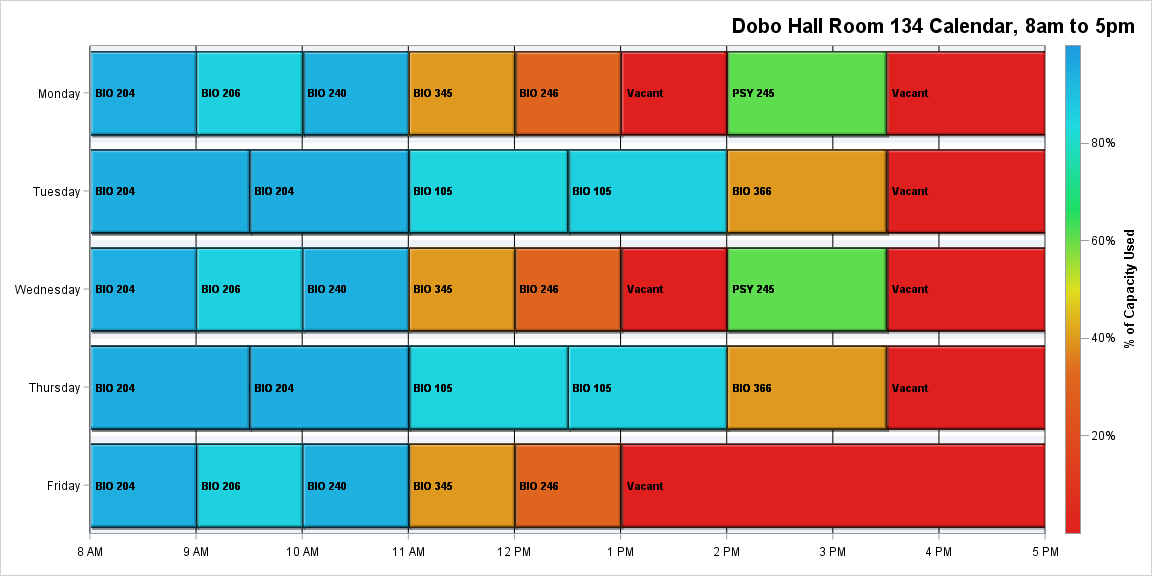 Dobo Hall Room 134 Calendar, 8am to 5pm
Monday BIO 204 BIO 206 BIO 240 BIO 345 BIO 246 Vacant PSY 245 Vacant
Tuesday BIO 204 BIO 204 BIO 105 BIO 105 BIO 366 Vacant
Wednesday BIO 204 BIO 206 BIO 240 BIO 345 BIO 246 Vacant PSY 245 Vacant
Thursday BIO 204 BIO 204 BIO 105 BIO 105 BIO 366 Vacant
Friday BIO 204 BIO 206 BIO 240 BIO 345 BIO 246 Vacant
8 AM 9 AM 10 AM 11 AM 12 PM 1 PM 2 PM 3 PM 4 PM 5 PM
80%
60%
40%
20%
% of Capacity Used